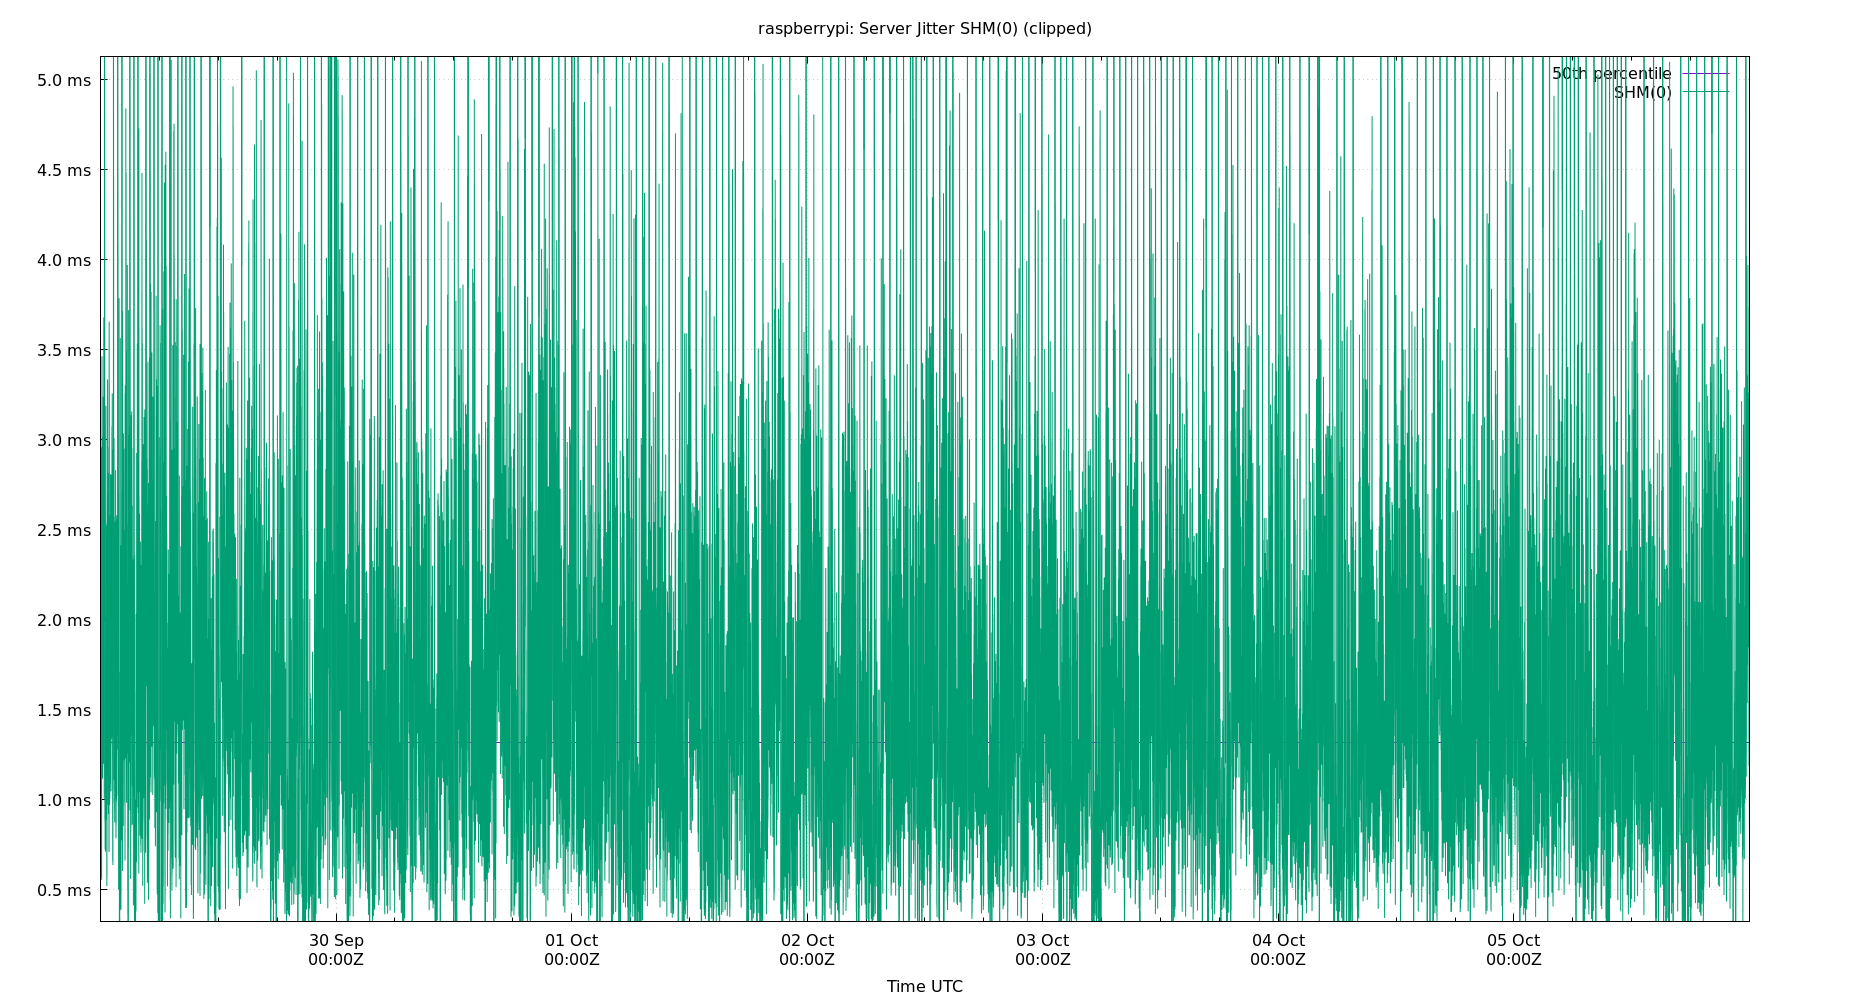 raspberrypi: Server Jitter SHM(0) (clipped)
50th percentile
SHM(0)
5.0 ms
4.5 ms
4.0 ms
3.5 ms
3.0 ms
2.5 ms
2.0 ms
1.5 ms
1.0 ms
0.5 ms
30 Sep 01 Oct 02 Oct 03 Oct 04 Oct 05 Oct
00:00Z 00:00Z 00:00Z 00:00Z 00:00Z 00:00Z
Time UTC